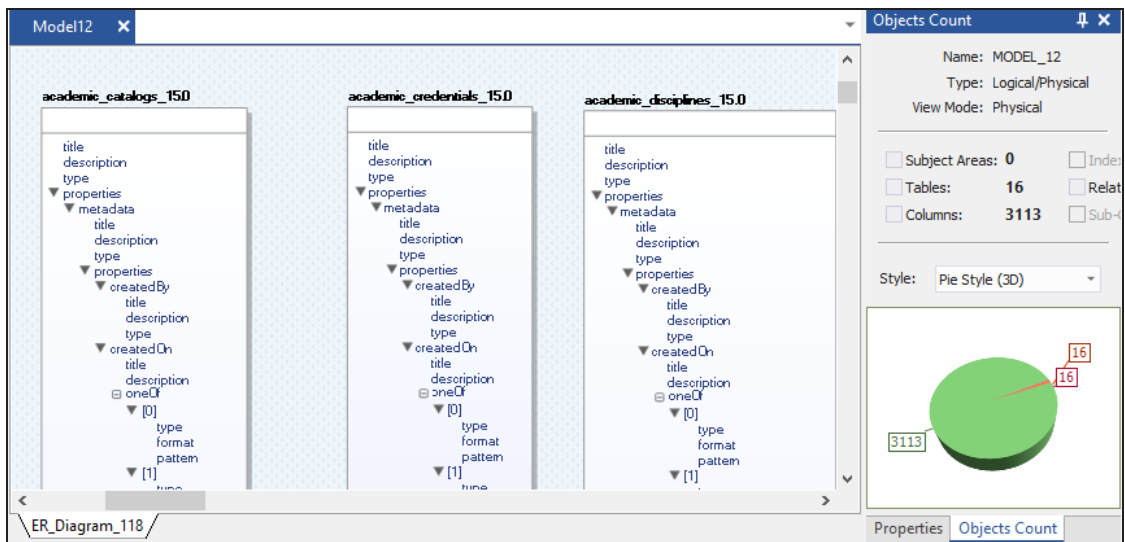 Model12
academic_catalogs_15.0
title
description
type
properties
metadata
title
description
type
properties
createdBy
title
description
type
createdOn
title
description
oneOf
[0]
type
format
pattern
[1]
type
academic_credentials_15.0
title
description
type
properties
metadata
title
description
type
properties
createdBy
title
description
type
createdOn
title
description
oneOf
[0]
type
format
pattern
[1]
type
academic_disciplines_15.0
title
description
type
properties
metadata
title
description
type
properties
createdBy
title
description
type
createdOn
title
description
oneOf
[0]
type
format
pattern
[1]
ER_Diagram_118
Objects Count
Name: MODEL_12
Type: Logical/Physical
View Mode: Physical
Subject Areas: 0 Index
Tables: 16 Relat
Columns: 3113 Sub-C
Style: Pie Style (3D)
16
16
3113
Properties Objects Count